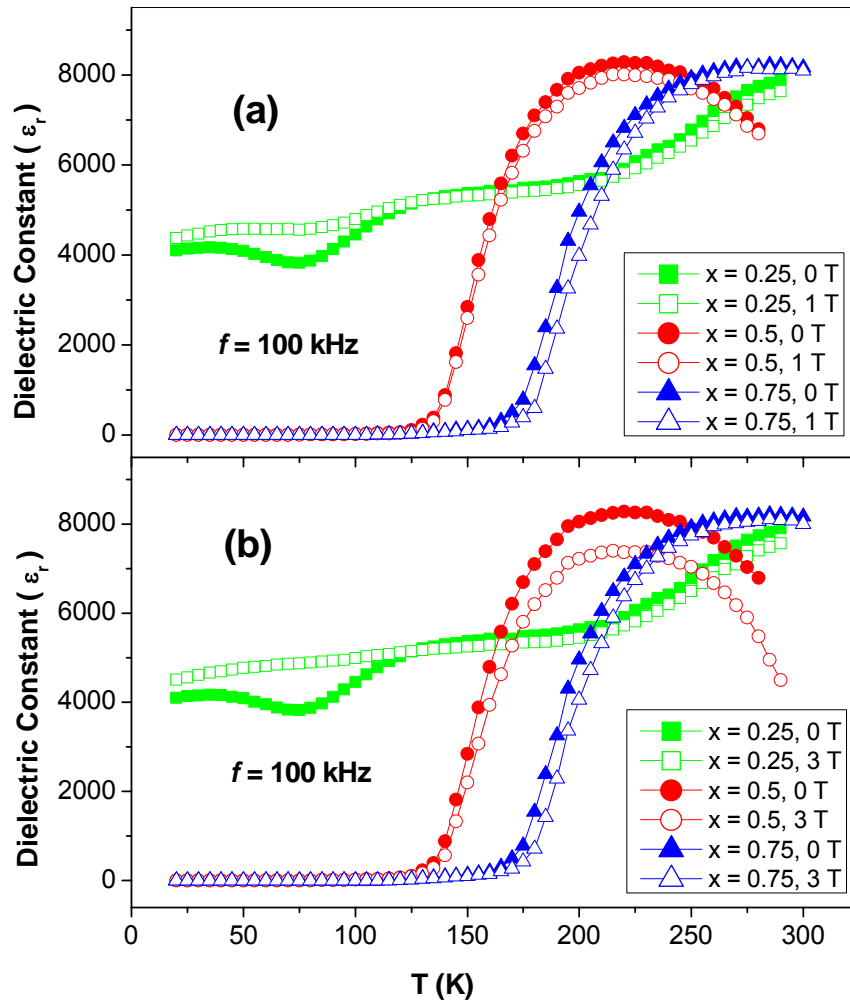 (a)
8000
6000
4000
2000
0
Dielectric Constant ( εr)
f = 100 kHz
x = 0.25, 0 T
x = 0.25, 1 T
x = 0.5, 0 T
x = 0.5, 1 T
x = 0.75, 0 T
x = 0.75, 1 T
(b)
8000
6000
4000
2000
0
Dielectric Constant ( εr)
f = 100 kHz
x = 0.25, 0 T
x = 0.25, 3 T
x = 0.5, 0 T
x = 0.5, 3 T
x = 0.75, 0 T
x = 0.75, 3 T
0 50 100 150 200 250 300
T (K)